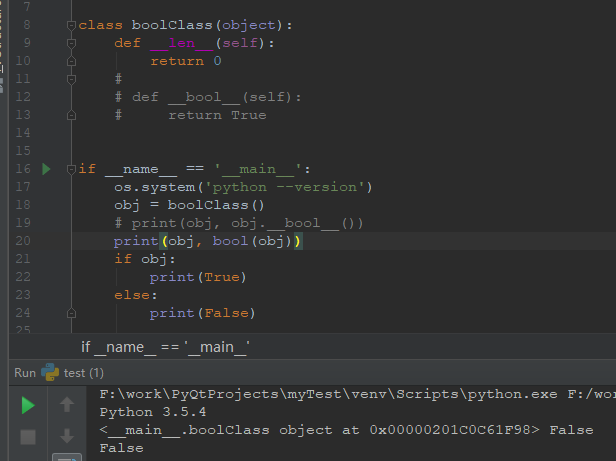 7
8 class boolClass(object):
9 def __len__(self):
10 return 0
11 #
12 # def __bool__(self):
13 # return True
14
15
16 if __name__ == '__main__':
17 os.system('python --version')
18 obj = boolClass()
19 # print(obj, obj.__bool__())
20 print(obj, bool(obj))
21 if obj:
22 print(True)
23 else:
24 print(False)
25
if __name__ == '__main__'
Run test (1)
F:\work\PyQtProjects\myTest\venv\Scripts\python.exe F:/wor
Python 3.5.4
<__main__.boolClass object at 0x00000201C0C61F98> False
False